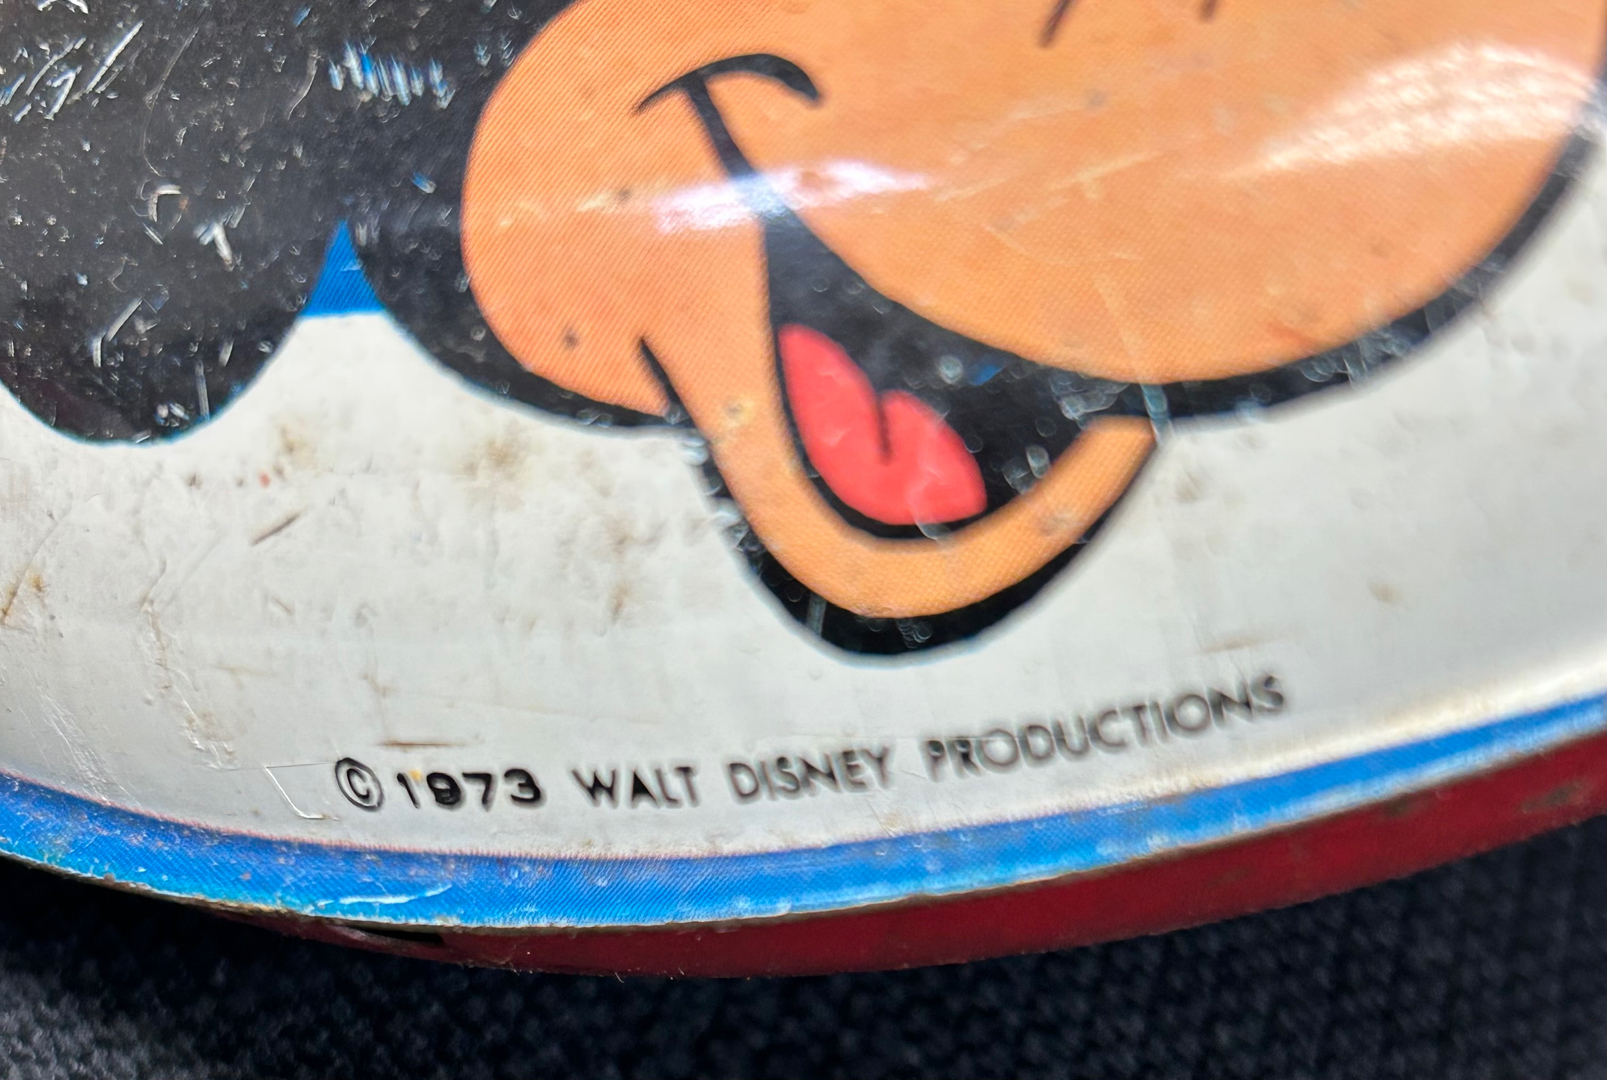 © 1973 WALT DISNEY PRODUCTIONS